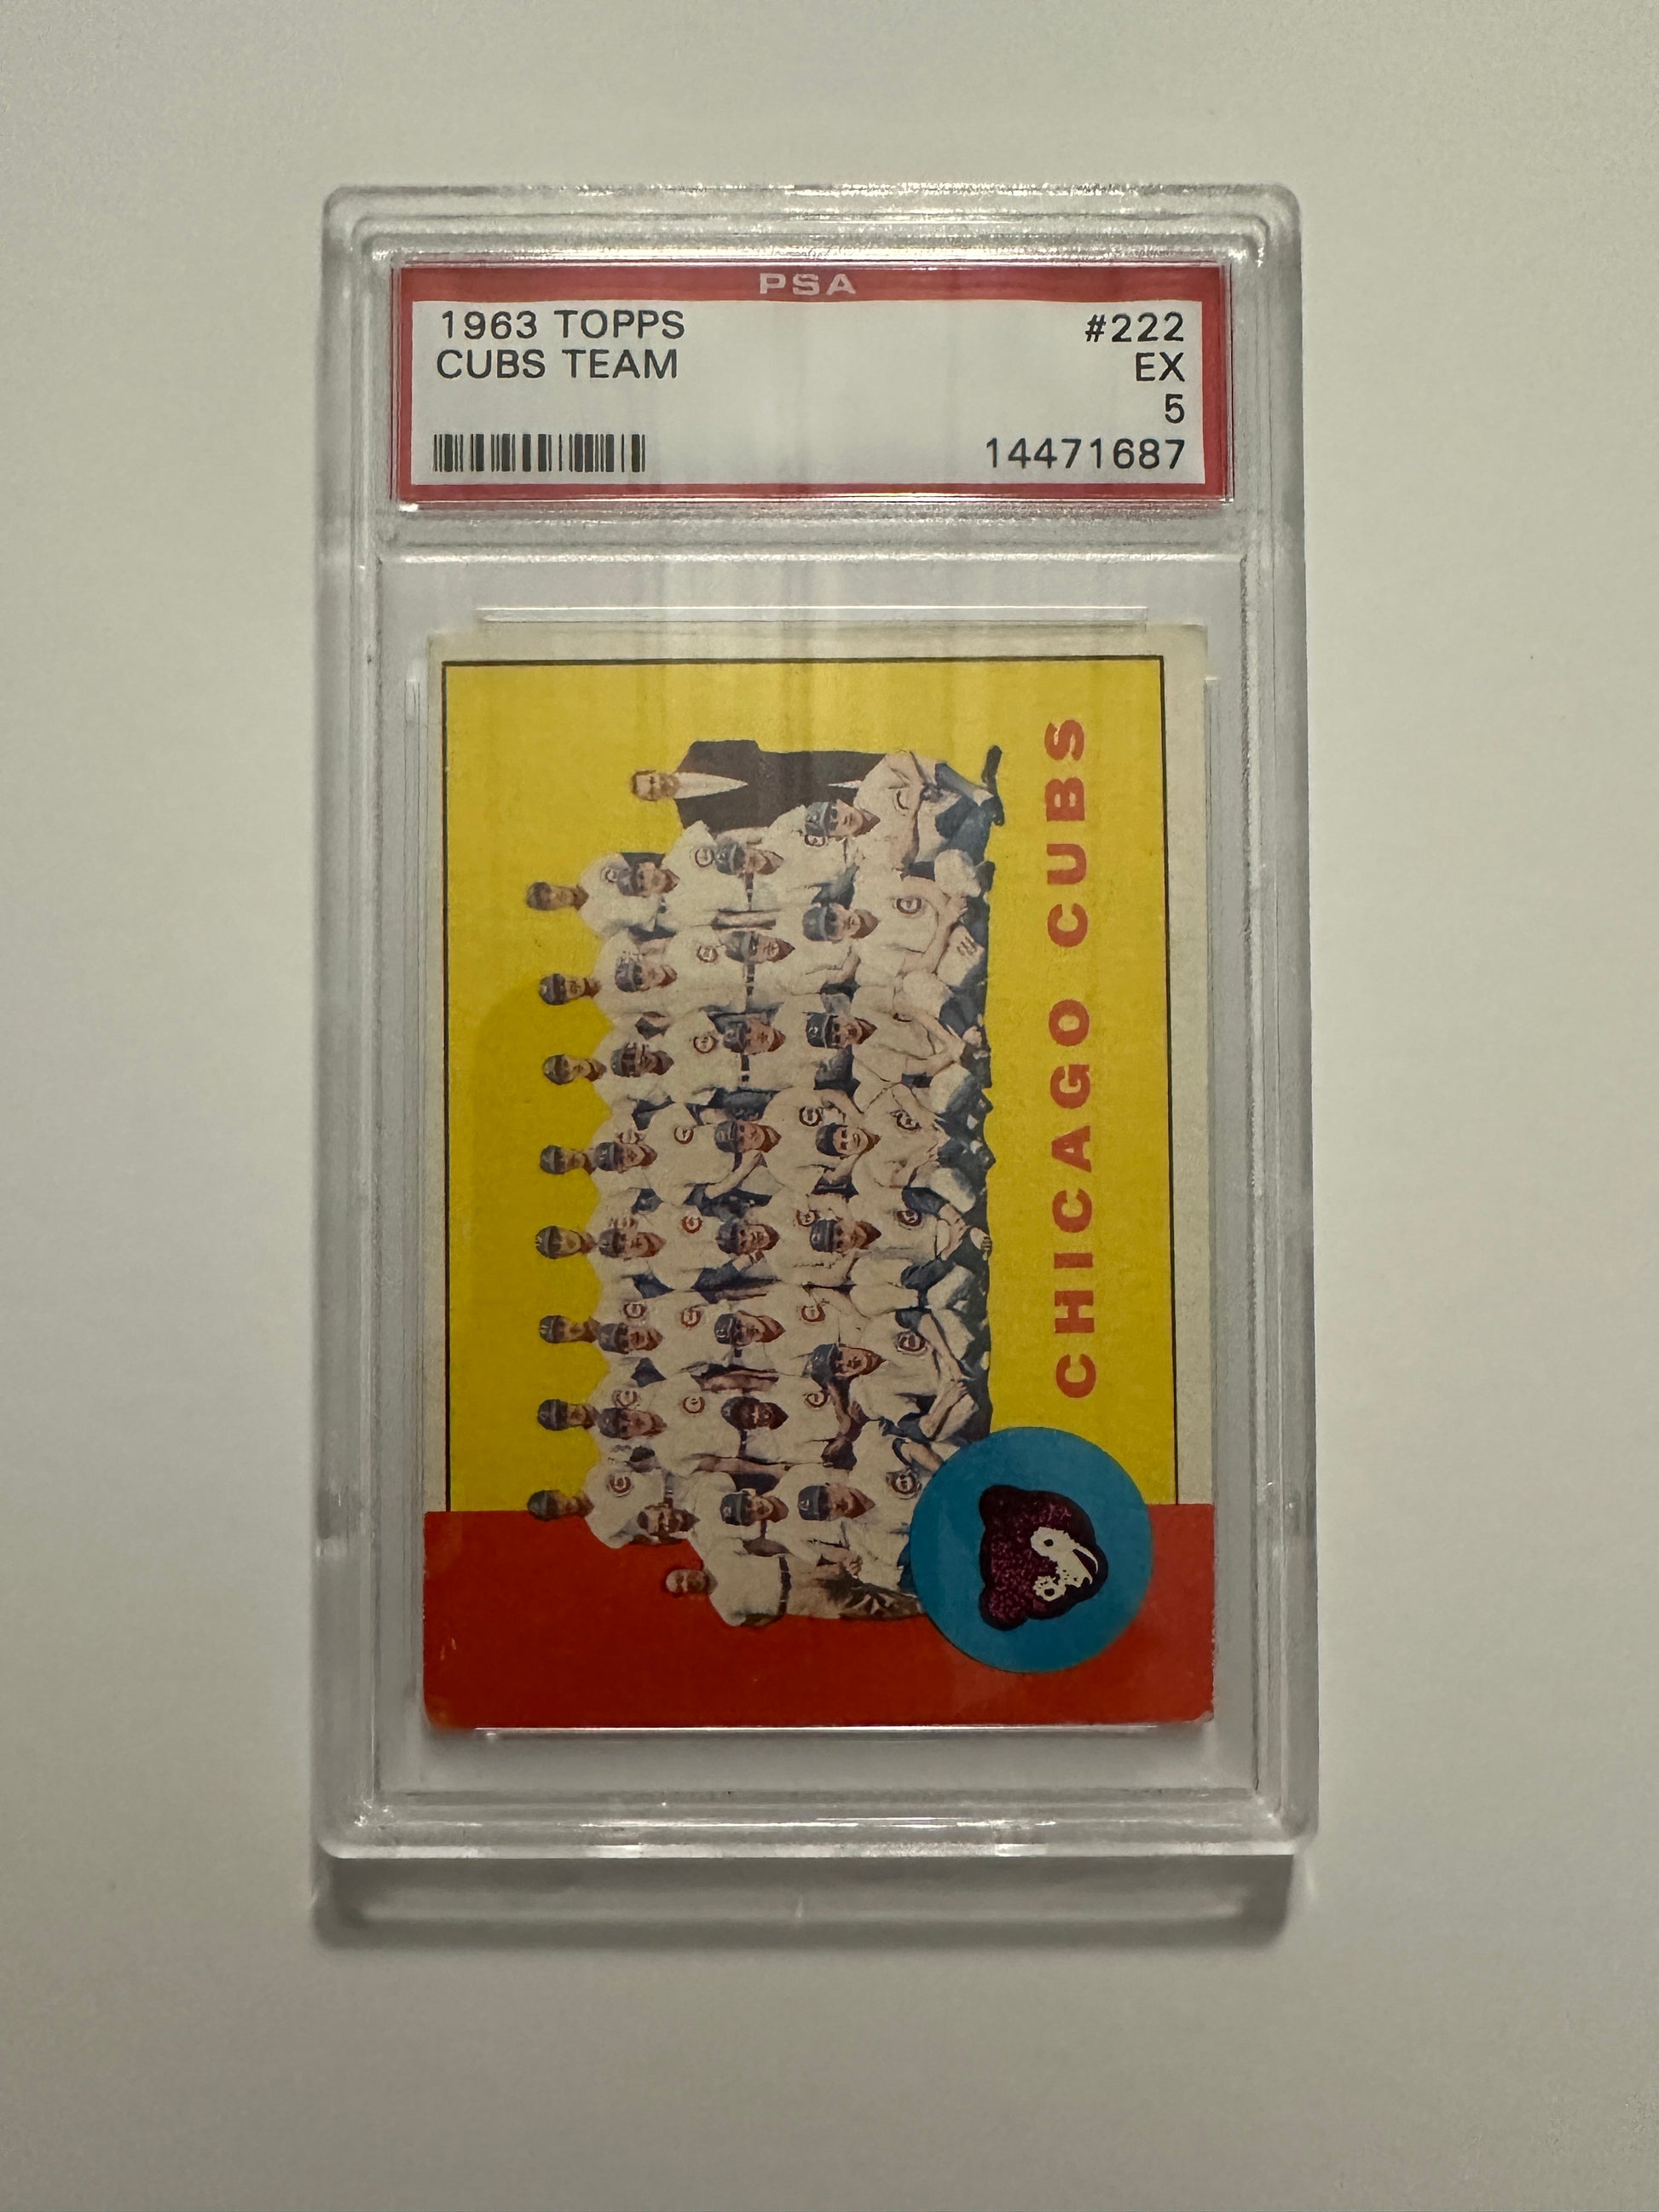 PSA
1963 TOPPS #222
CUBS TEAM EX
5
14471687
CHICAGO CUBS